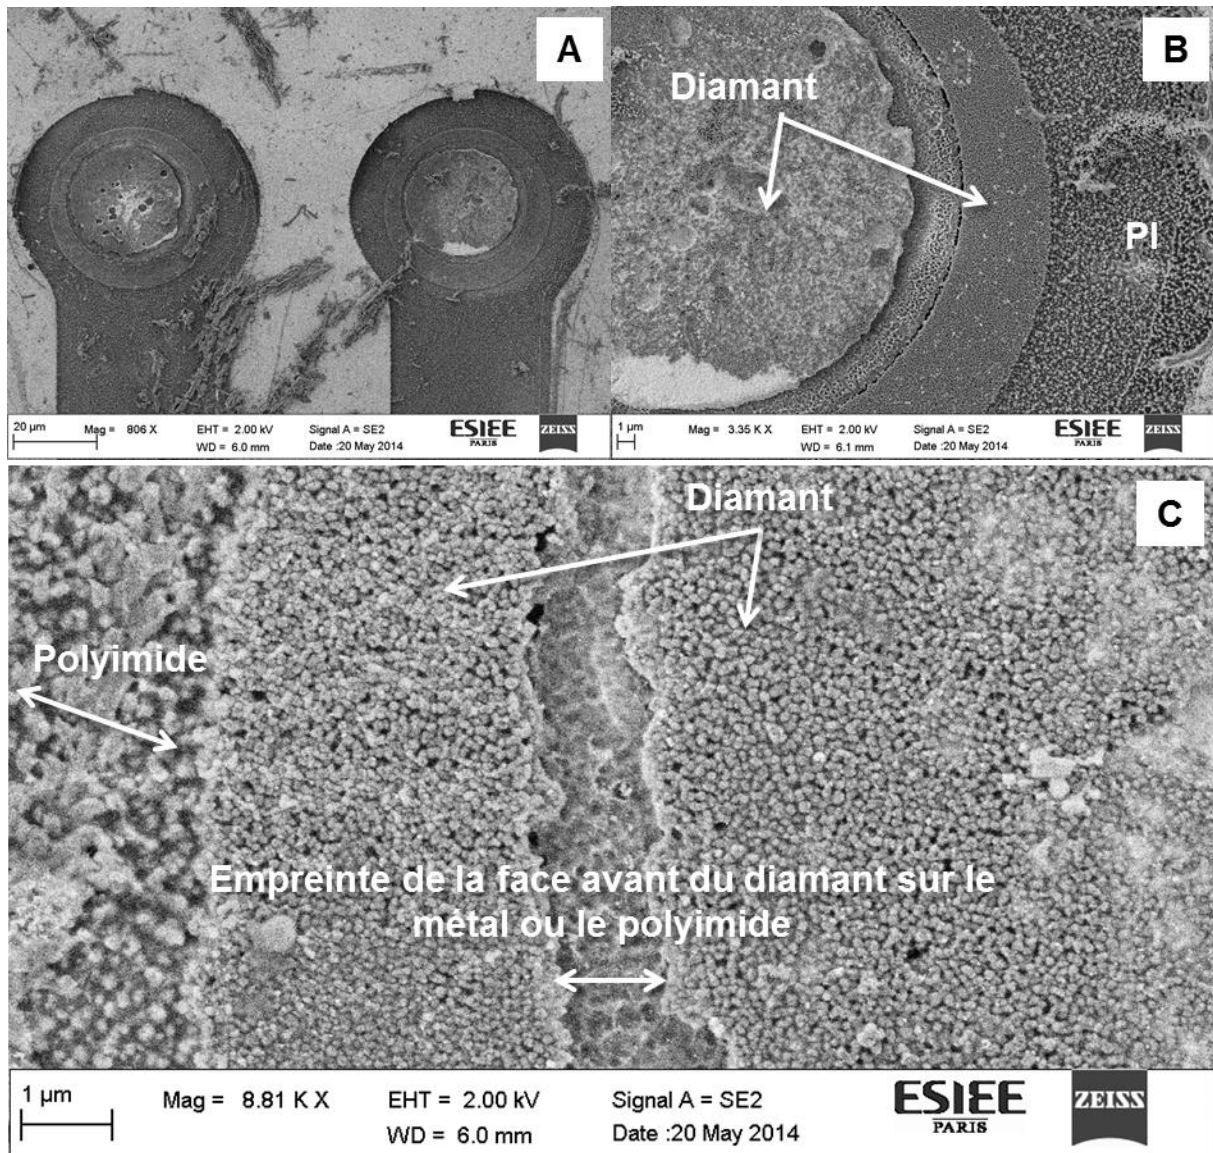 A
20 µm
Mag = 806 X
EHT = 2.00 kV
WD = 6.0 mm
Signal A = SE2
Date :20 May 2014
ESIEE
PARIS
ZEISS
B
Diamant
PI
1 µm
Mag = 3.35 K X
EHT = 2.00 kV
WD = 6.1 mm
Signal A = SE2
Date :20 May 2014
ESIEE
PARIS
ZEISS
C
Diamant
Polyimide
Empreinte de la face avant du diamant sur le
métal ou le polyimide
1 µm
Mag = 8.81 K X
EHT = 2.00 kV
WD = 6.0 mm
Signal A = SE2
Date :20 May 2014
ESIEE
PARIS
ZEISS